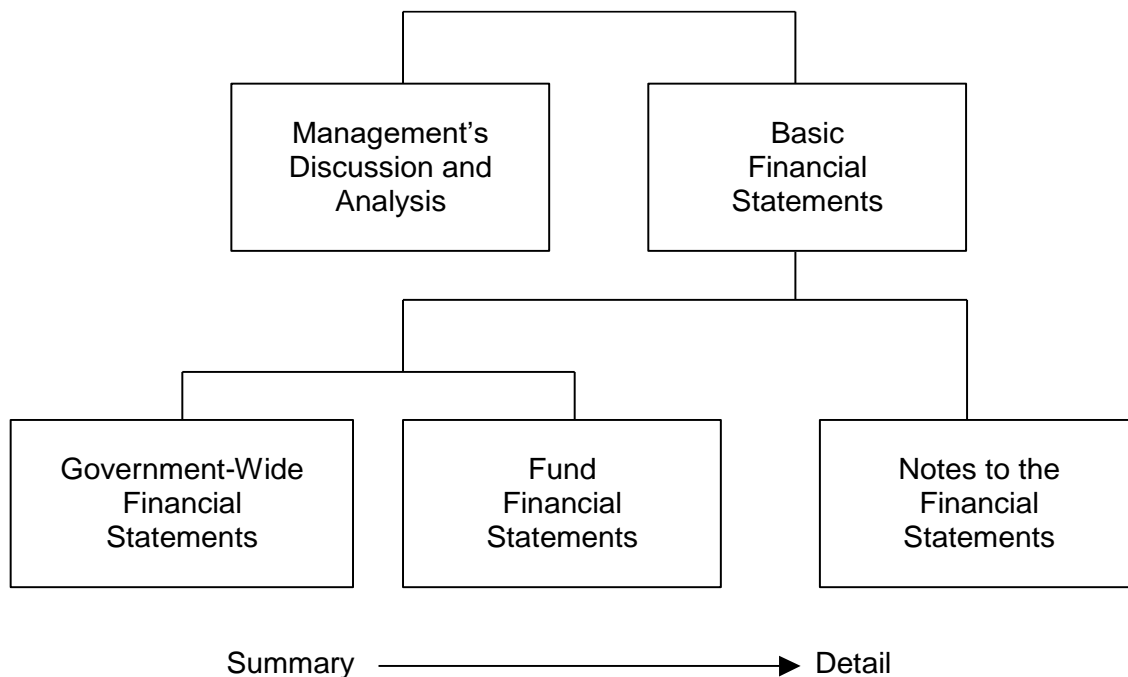 Management’s
Discussion and
Analysis
Basic
Financial
Statements
Government-Wide
Financial
Statements
Fund
Financial
Statements
Notes to the
Financial
Statements
Summary
Detail